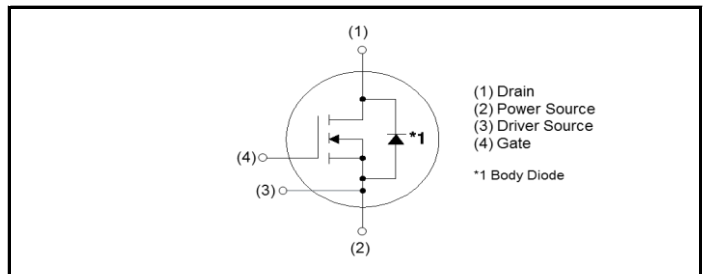 (1)
(1) Drain
(2) Power Source
(3) Driver Source
(4) Gate
*1
(4)
*1 Body Diode
(3)
(2)